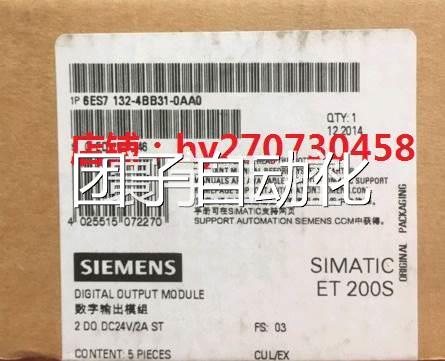 1P 6ES7 132-4BB31-0AA0
QTY: 1
12.2014
店铺：hy270730458
团子自动化
MANUALS AND
SUPPORT
手册可在SIMATIC支持网页
SUPPORT AUTOMATION SIEMENS.COM中获得。
4 025515 072270
ORIGINAL PACKAGING
SIEMENS
SIMATIC
ET 200S
DIGITAL OUTPUT MODULE
数字输出模组
2 DO DC24V/2A ST
FS: 03
CONTENT: 5 PIECES
CUL/EX